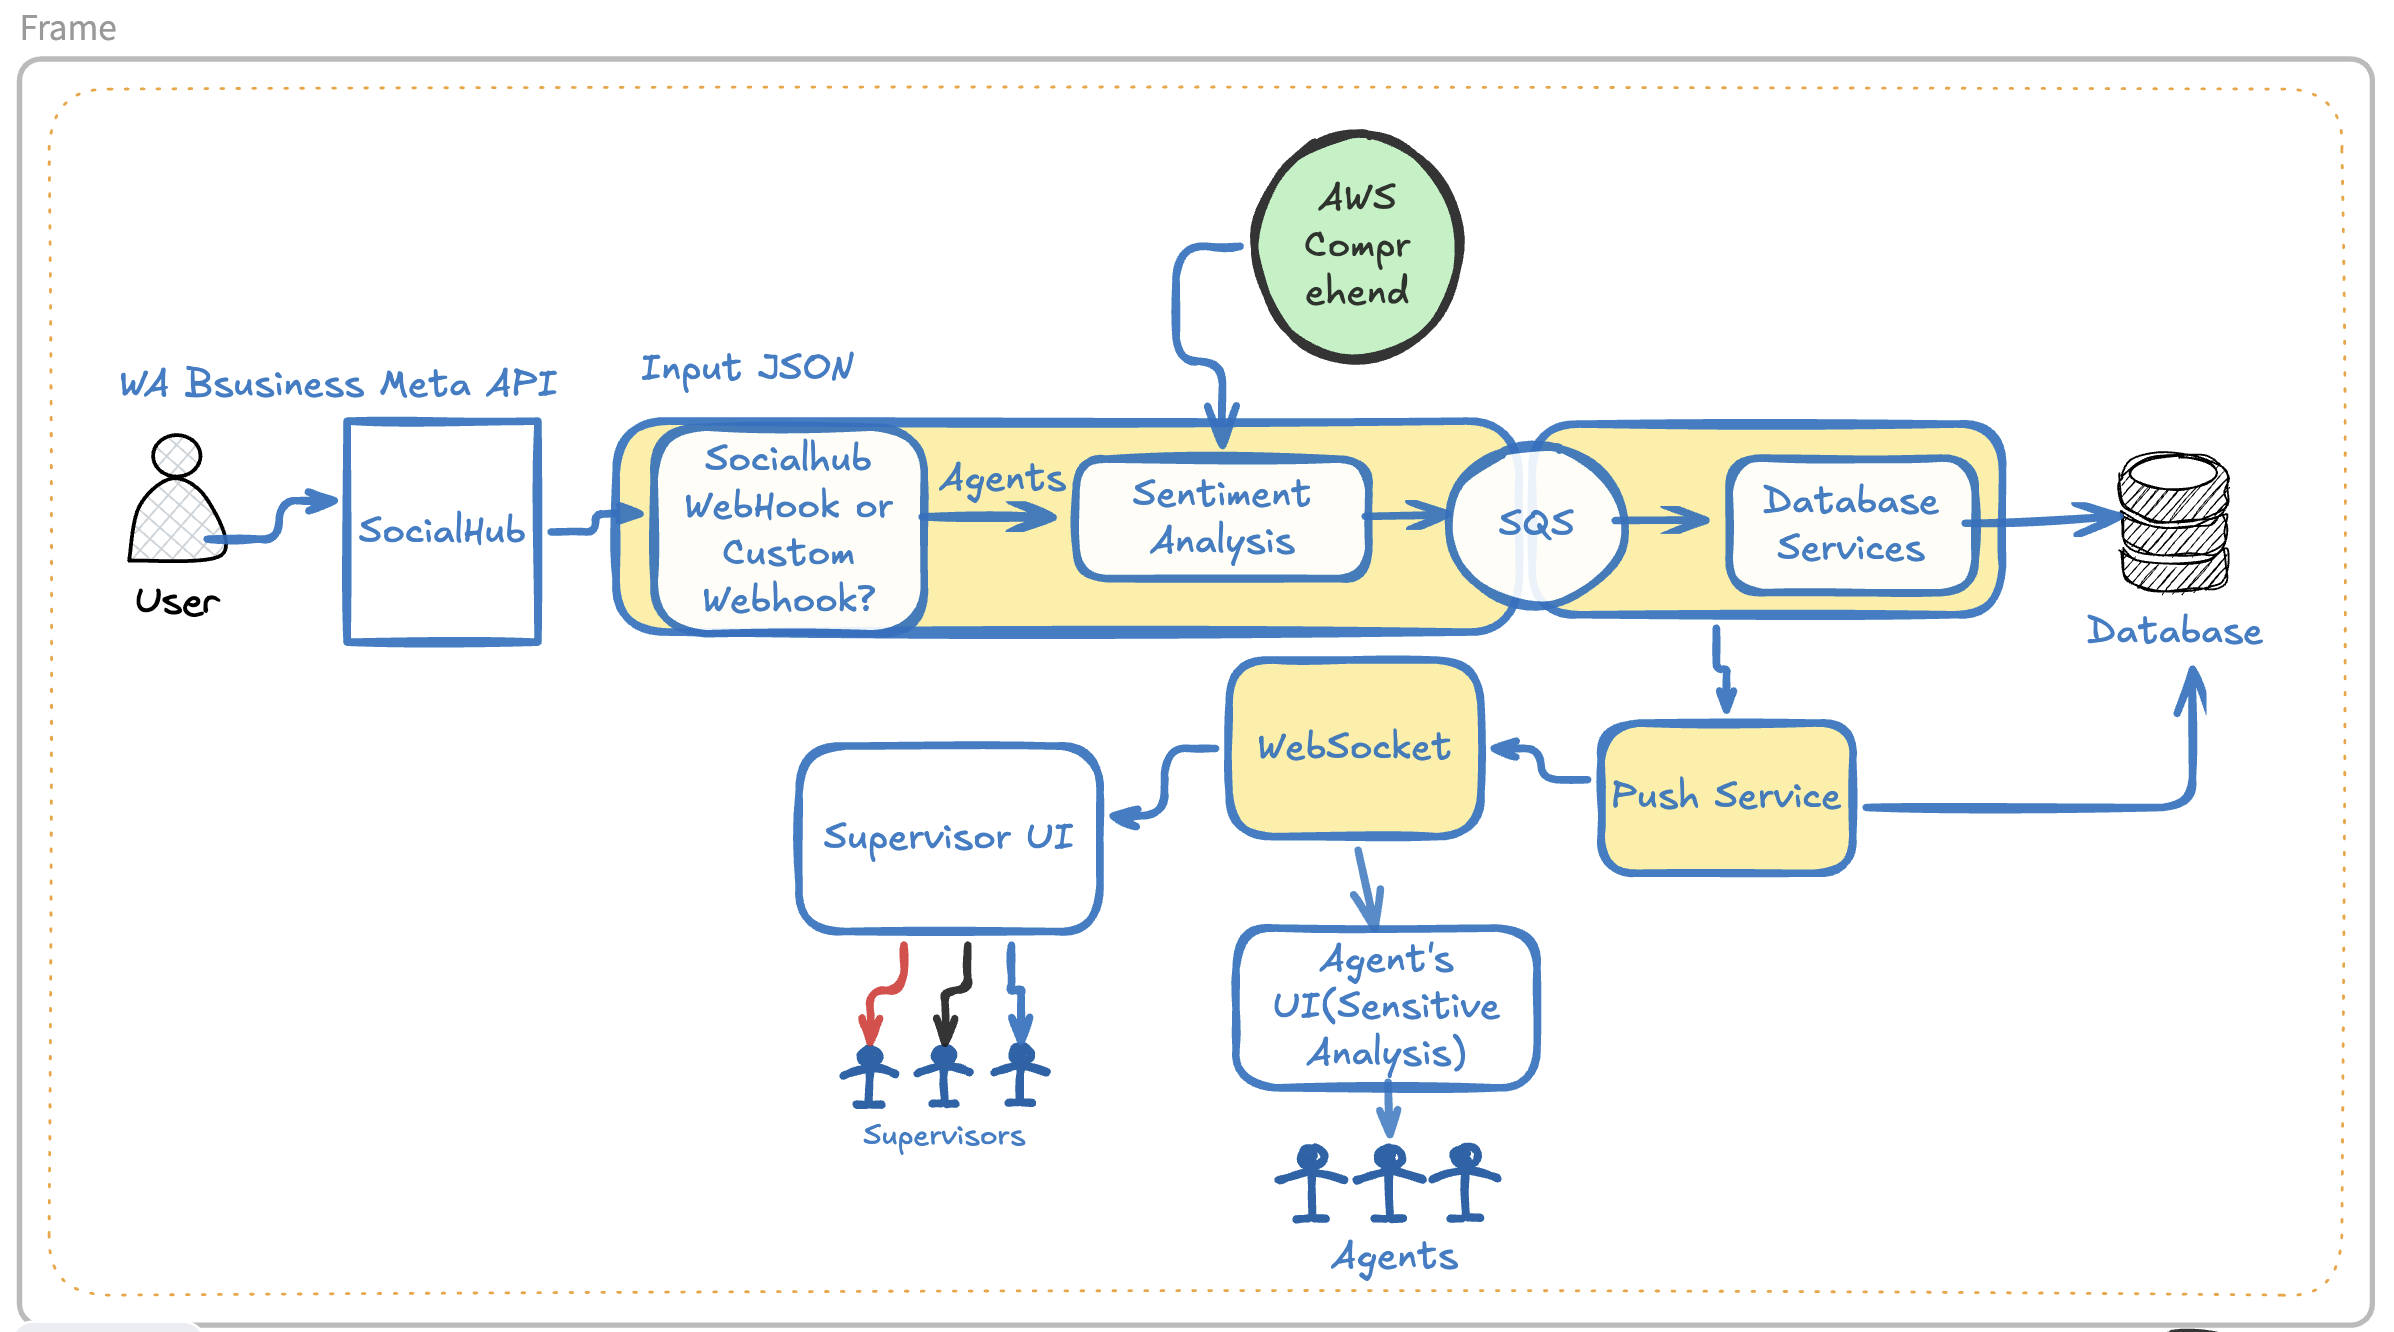 Frame
AWS
Compr
ehend
WA Bsusiness Meta API
Input JSON
User
SocialHub
Socialhub
WebHook or
Custom
Webhook?
Agents
Sentiment
Analysis
SQS
Database
Services
Database
WebSocket
Push Service
Supervisor UI
Agent's
UI(Sensitive
Analysis)
Supervisors
Agents